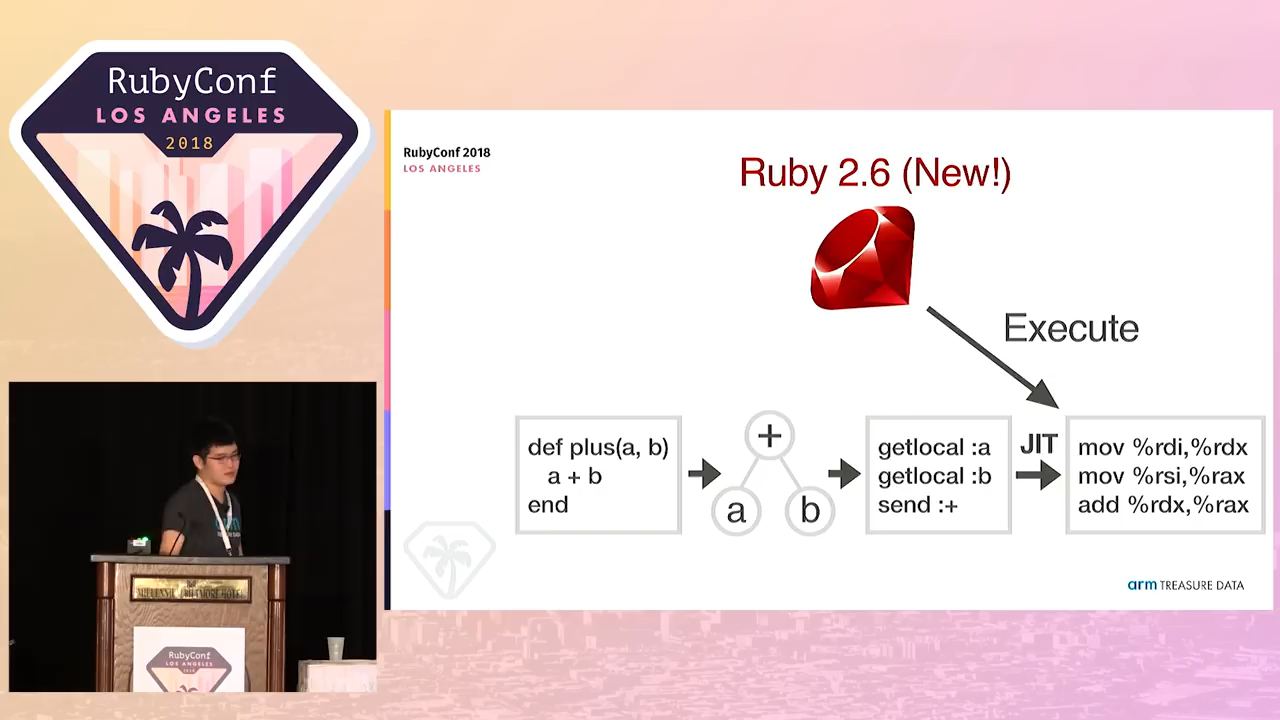 RubyConf
LOS ANGELES
2018
RubyConf 2018
LOS ANGELES
Ruby 2.6 (New!)
Execute
def plus(a, b)
a + b
end
+
a
b
getlocal :a
getlocal :b
send :+
JIT
mov %rdi,%rdx
mov %rsi,%rax
add %rdx,%rax
arm TREASURE DATA
RubyConf
LOS ANGELES
2018